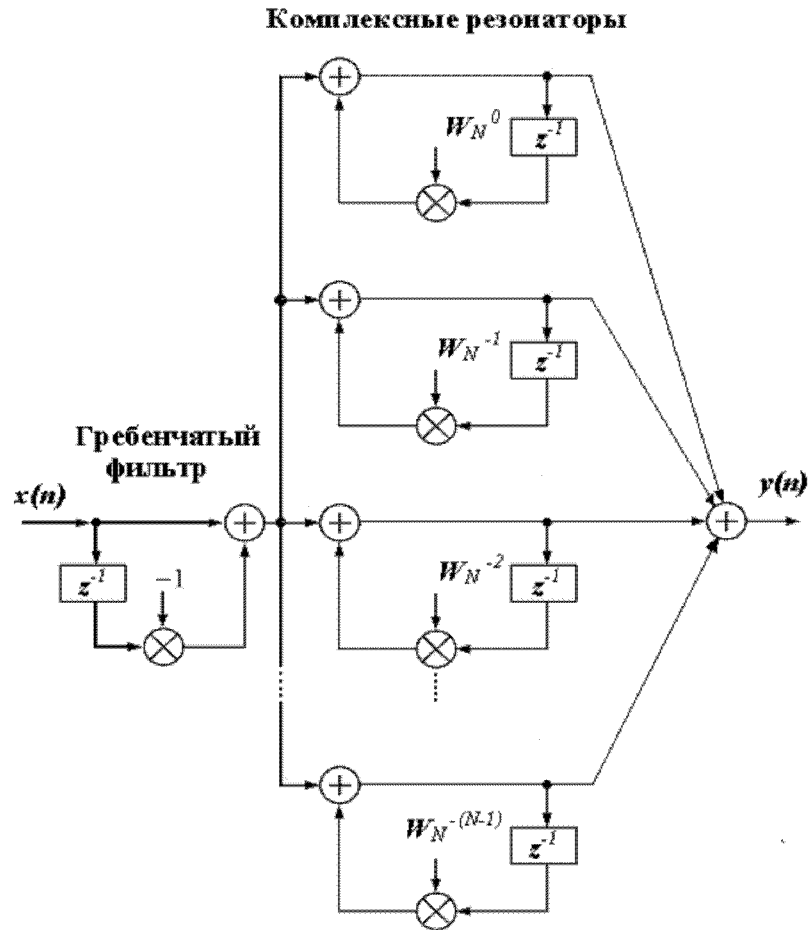 Комплексные резонаторы
W_N^0
z^{-1}
W_N^{-1}
z^{-1}
Гребенчатый
фильтр
x(n)
y(n)
W_N^{-2}
z^{-1}
z^{-1}
−1
W_N^{-(N-1)}
z^{-1}